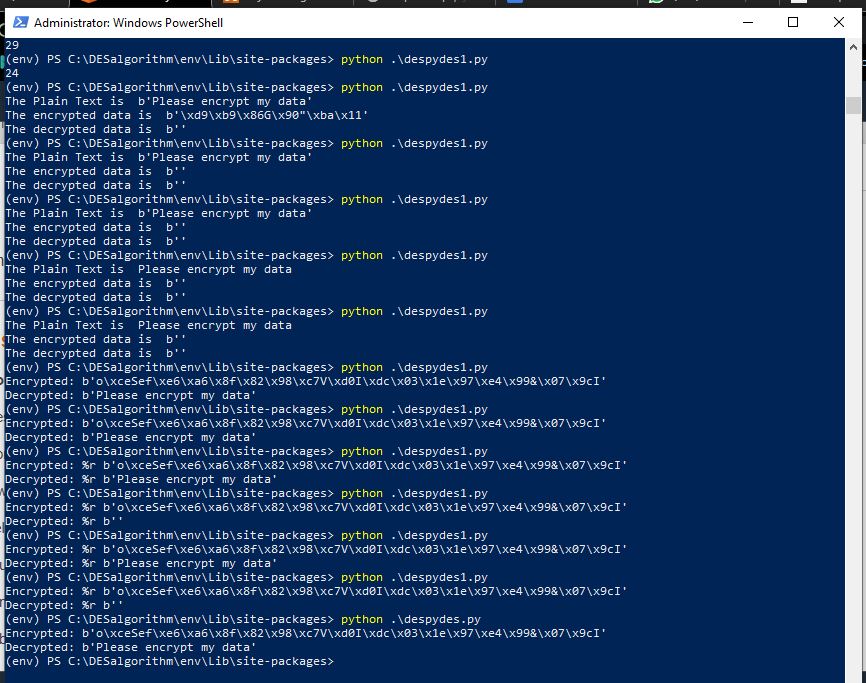 Administrator: Windows PowerShell
29
(env) PS C:\DESalgorithm\env\Lib\site-packages> python .\despydes1.py
24
(env) PS C:\DESalgorithm\env\Lib\site-packages> python .\despydes1.py
The Plain Text is  b'Please encrypt my data'
The encrypted data is  b'\xd9\xb9\x86G\x90"\xba\x11'
The decrypted data is  b''
(env) PS C:\DESalgorithm\env\Lib\site-packages> python .\despydes1.py
The Plain Text is  b'Please encrypt my data'
The encrypted data is  b''
The decrypted data is  b''
(env) PS C:\DESalgorithm\env\Lib\site-packages> python .\despydes1.py
The Plain Text is  b'Please encrypt my data'
The encrypted data is  b''
The decrypted data is  b''
(env) PS C:\DESalgorithm\env\Lib\site-packages> python .\despydes1.py
The Plain Text is  Please encrypt my data
The encrypted data is  b''
The decrypted data is  b''
(env) PS C:\DESalgorithm\env\Lib\site-packages> python .\despydes1.py
The Plain Text is  Please encrypt my data
The encrypted data is  b''
The decrypted data is  b''
(env) PS C:\DESalgorithm\env\Lib\site-packages> python .\despydes1.py
Encrypted: b'o\xceSef\xe6\xa6\x8f\x82\x98\xc7V\xd0I\xdc\x03\x1e\x97\xe4\x99&\x07\x9cI'
Decrypted: b'Please encrypt my data'
(env) PS C:\DESalgorithm\env\Lib\site-packages> python .\despydes1.py
Encrypted: b'o\xceSef\xe6\xa6\x8f\x82\x98\xc7V\xd0I\xdc\x03\x1e\x97\xe4\x99&\x07\x9cI'
Decrypted: b'Please encrypt my data'
(env) PS C:\DESalgorithm\env\Lib\site-packages> python .\despydes1.py
Encrypted: %r b'o\xceSef\xe6\xa6\x8f\x82\x98\xc7V\xd0I\xdc\x03\x1e\x97\xe4\x99&\x07\x9cI'
Decrypted: %r b'Please encrypt my data'
(env) PS C:\DESalgorithm\env\Lib\site-packages> python .\despydes1.py
Encrypted: %r b'o\xceSef\xe6\xa6\x8f\x82\x98\xc7V\xd0I\xdc\x03\x1e\x97\xe4\x99&\x07\x9cI'
Decrypted: %r b''
(env) PS C:\DESalgorithm\env\Lib\site-packages> python .\despydes1.py
Encrypted: %r b'o\xceSef\xe6\xa6\x8f\x82\x98\xc7V\xd0I\xdc\x03\x1e\x97\xe4\x99&\x07\x9cI'
Decrypted: %r b'Please encrypt my data'
(env) PS C:\DESalgorithm\env\Lib\site-packages> python .\despydes1.py
Encrypted: %r b'o\xceSef\xe6\xa6\x8f\x82\x98\xc7V\xd0I\xdc\x03\x1e\x97\xe4\x99&\x07\x9cI'
Decrypted: %r b''
(env) PS C:\DESalgorithm\env\Lib\site-packages> python .\despydes.py
Encrypted: b'o\xceSef\xe6\xa6\x8f\x82\x98\xc7V\xd0I\xdc\x03\x1e\x97\xe4\x99&\x07\x9cI'
Decrypted: b'Please encrypt my data'
(env) PS C:\DESalgorithm\env\Lib\site-packages>